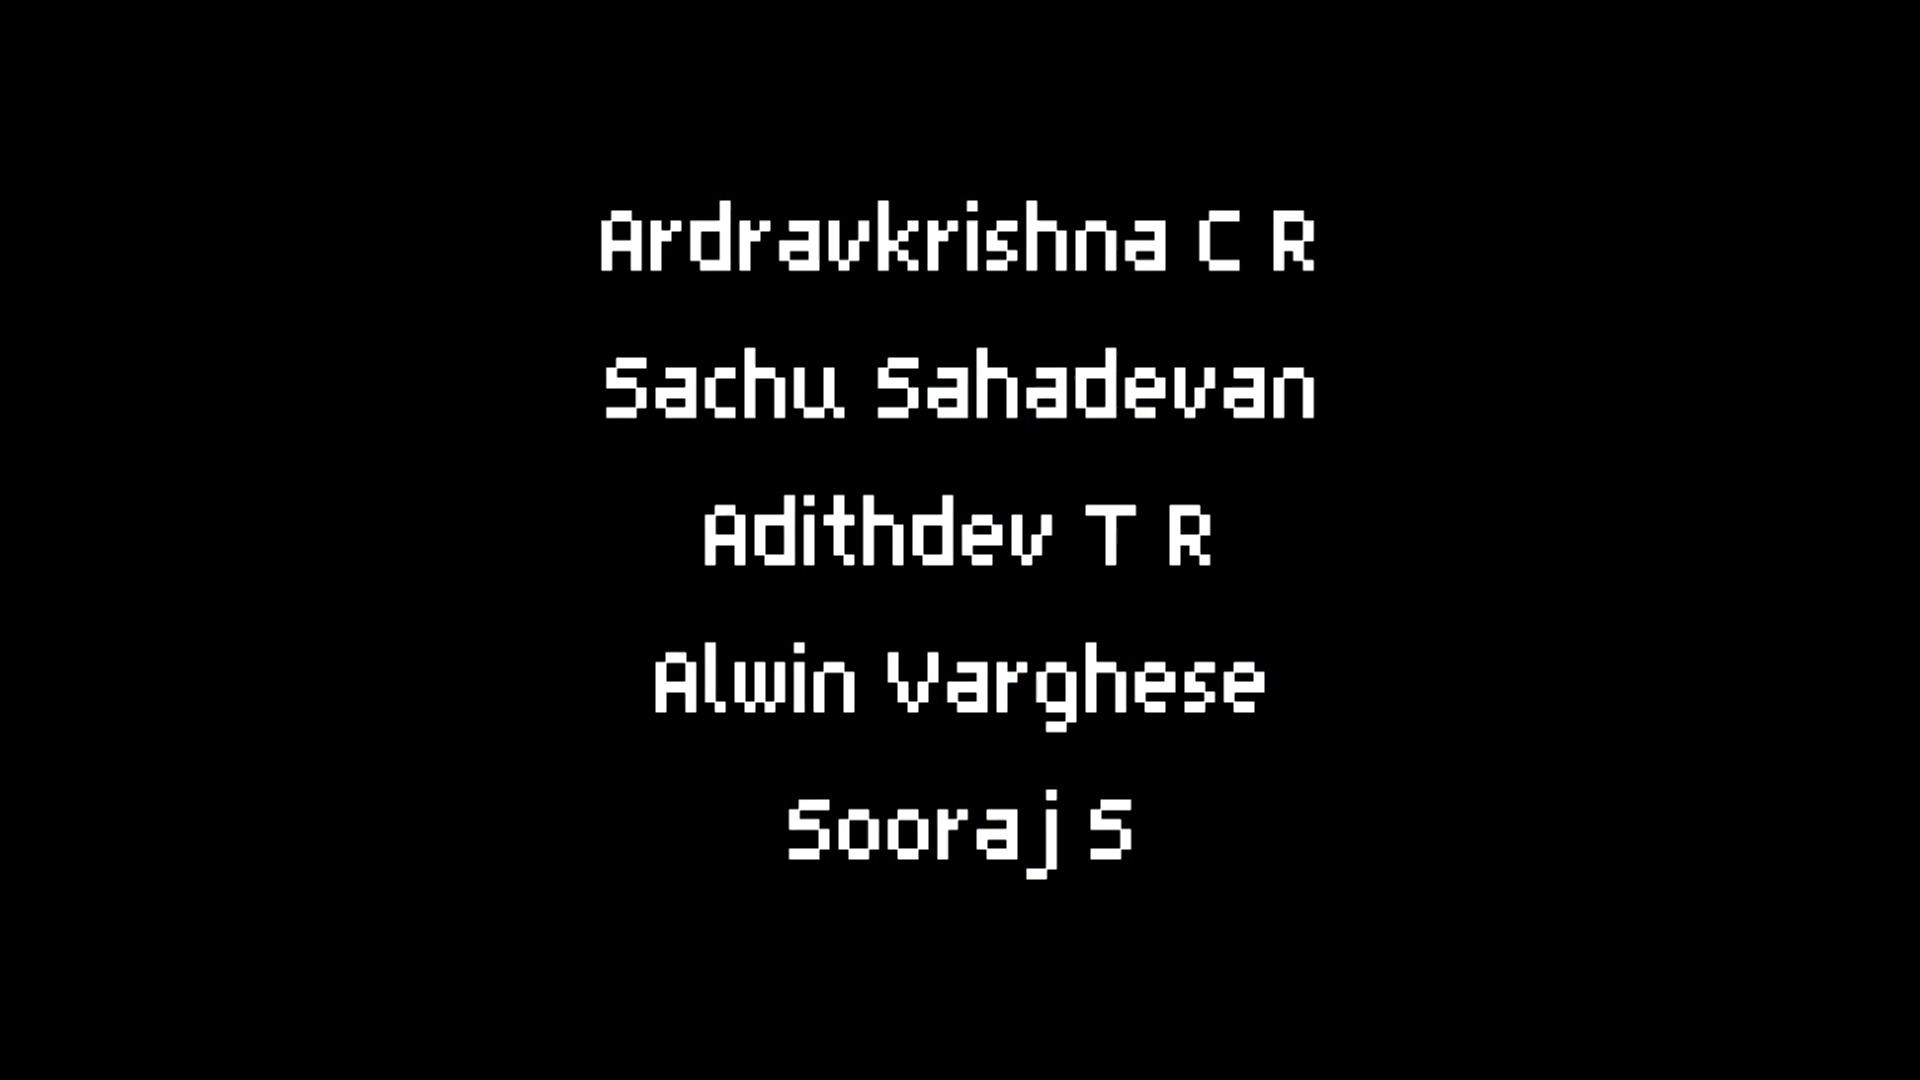 Ardravkrishna C R
Sachu Sahadevan
Adithdev T R
Alwin Varghese
Sooraj S